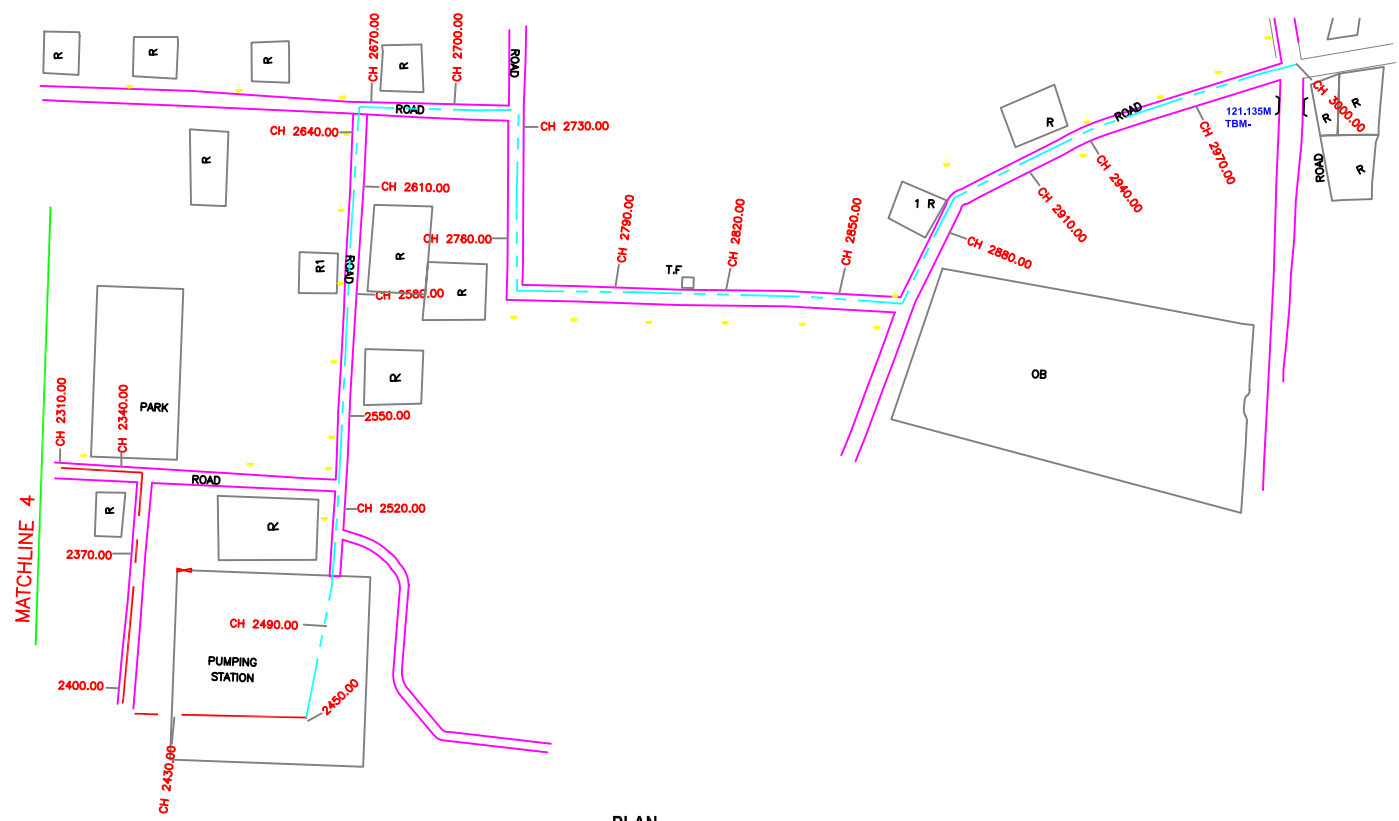 R
R
R
CH 2670.00
R
CH 2700.00
ROAD
ROAD
CH 2640.00
CH 2730.00
R
CH 2610.00
R
R1
ROAD
R
CH 2580.00
R
CH 2760.00
CH 2790.00
T.F
CH 2820.00
CH 2850.00
1 R
CH 2880.00
R
CH 2910.00
ROAD
CH 2940.00
CH 2970.00
121.135M
TBM-
CH 3000.00
R
R
R
ROAD
OB
PARK
CH 2310.00
CH 2340.00
2550.00
ROAD
MATCHLINE 4
R
R
CH 2520.00
2370.00
CH 2490.00
PUMPING
STATION
2400.00
2450.00
CH 2430.00
PLAN